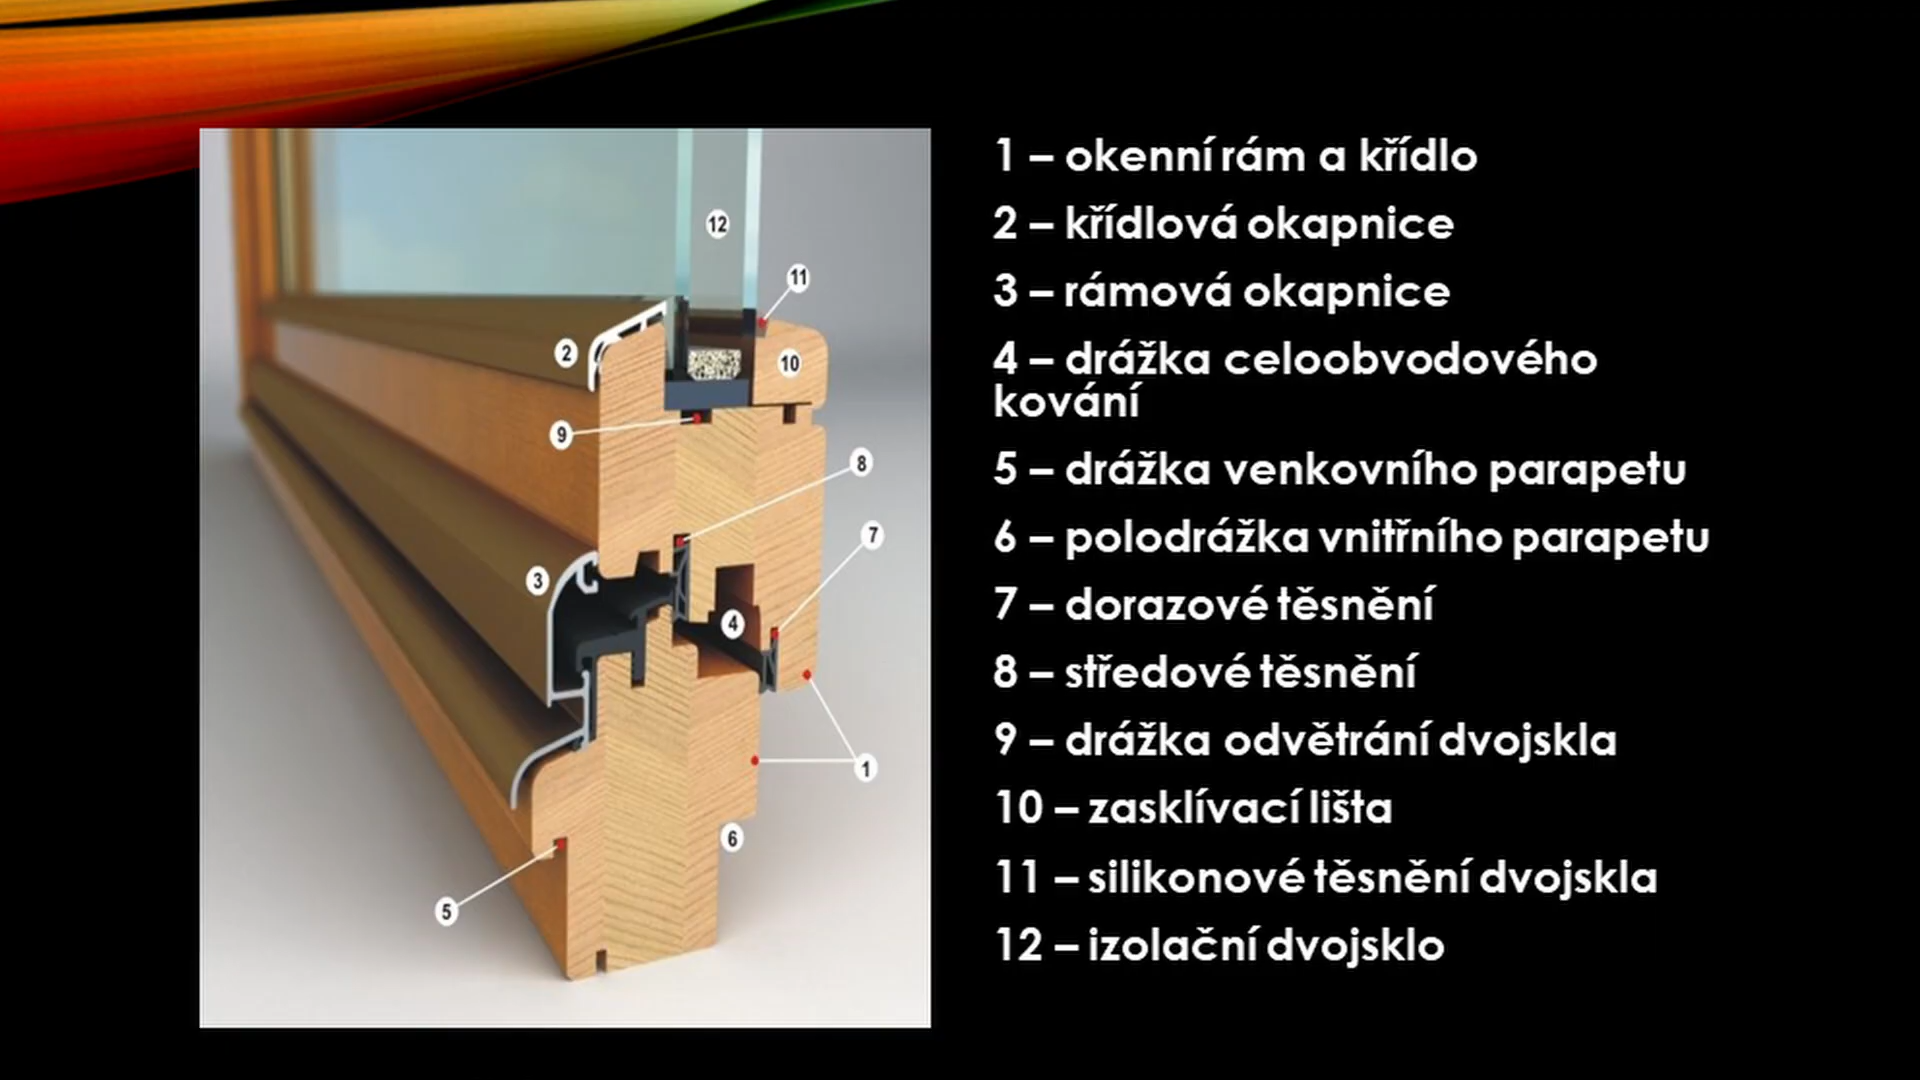 12
11
2
10
9
8
7
3
4
1
6
5
1 – okenní rám a křídlo
2 – křídlová okapnice
3 – rámová okapnice
4 – drážka celoobvodového
kování
5 – drážka venkovního parapetu
6 – polodrážka vnitřního parapetu
7 – dorazové těsnění
8 – středové těsnění
9 – drážka odvětrání dvojskla
10 – zasklívací lišta
11 – silikonové těsnění dvojskla
12 – izolační dvojsklo